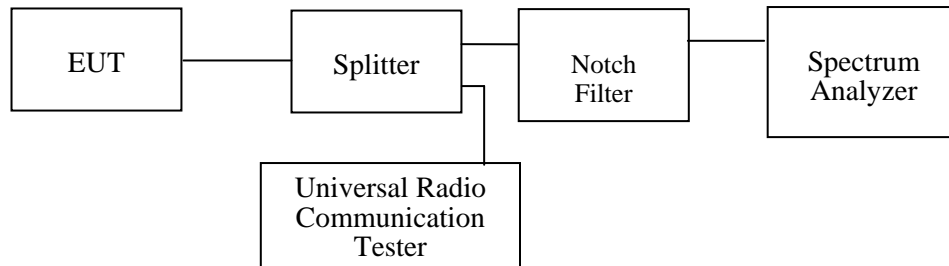 EUT
Splitter
Notch
Filter
Spectrum
Analyzer
Universal Radio
Communication
Tester